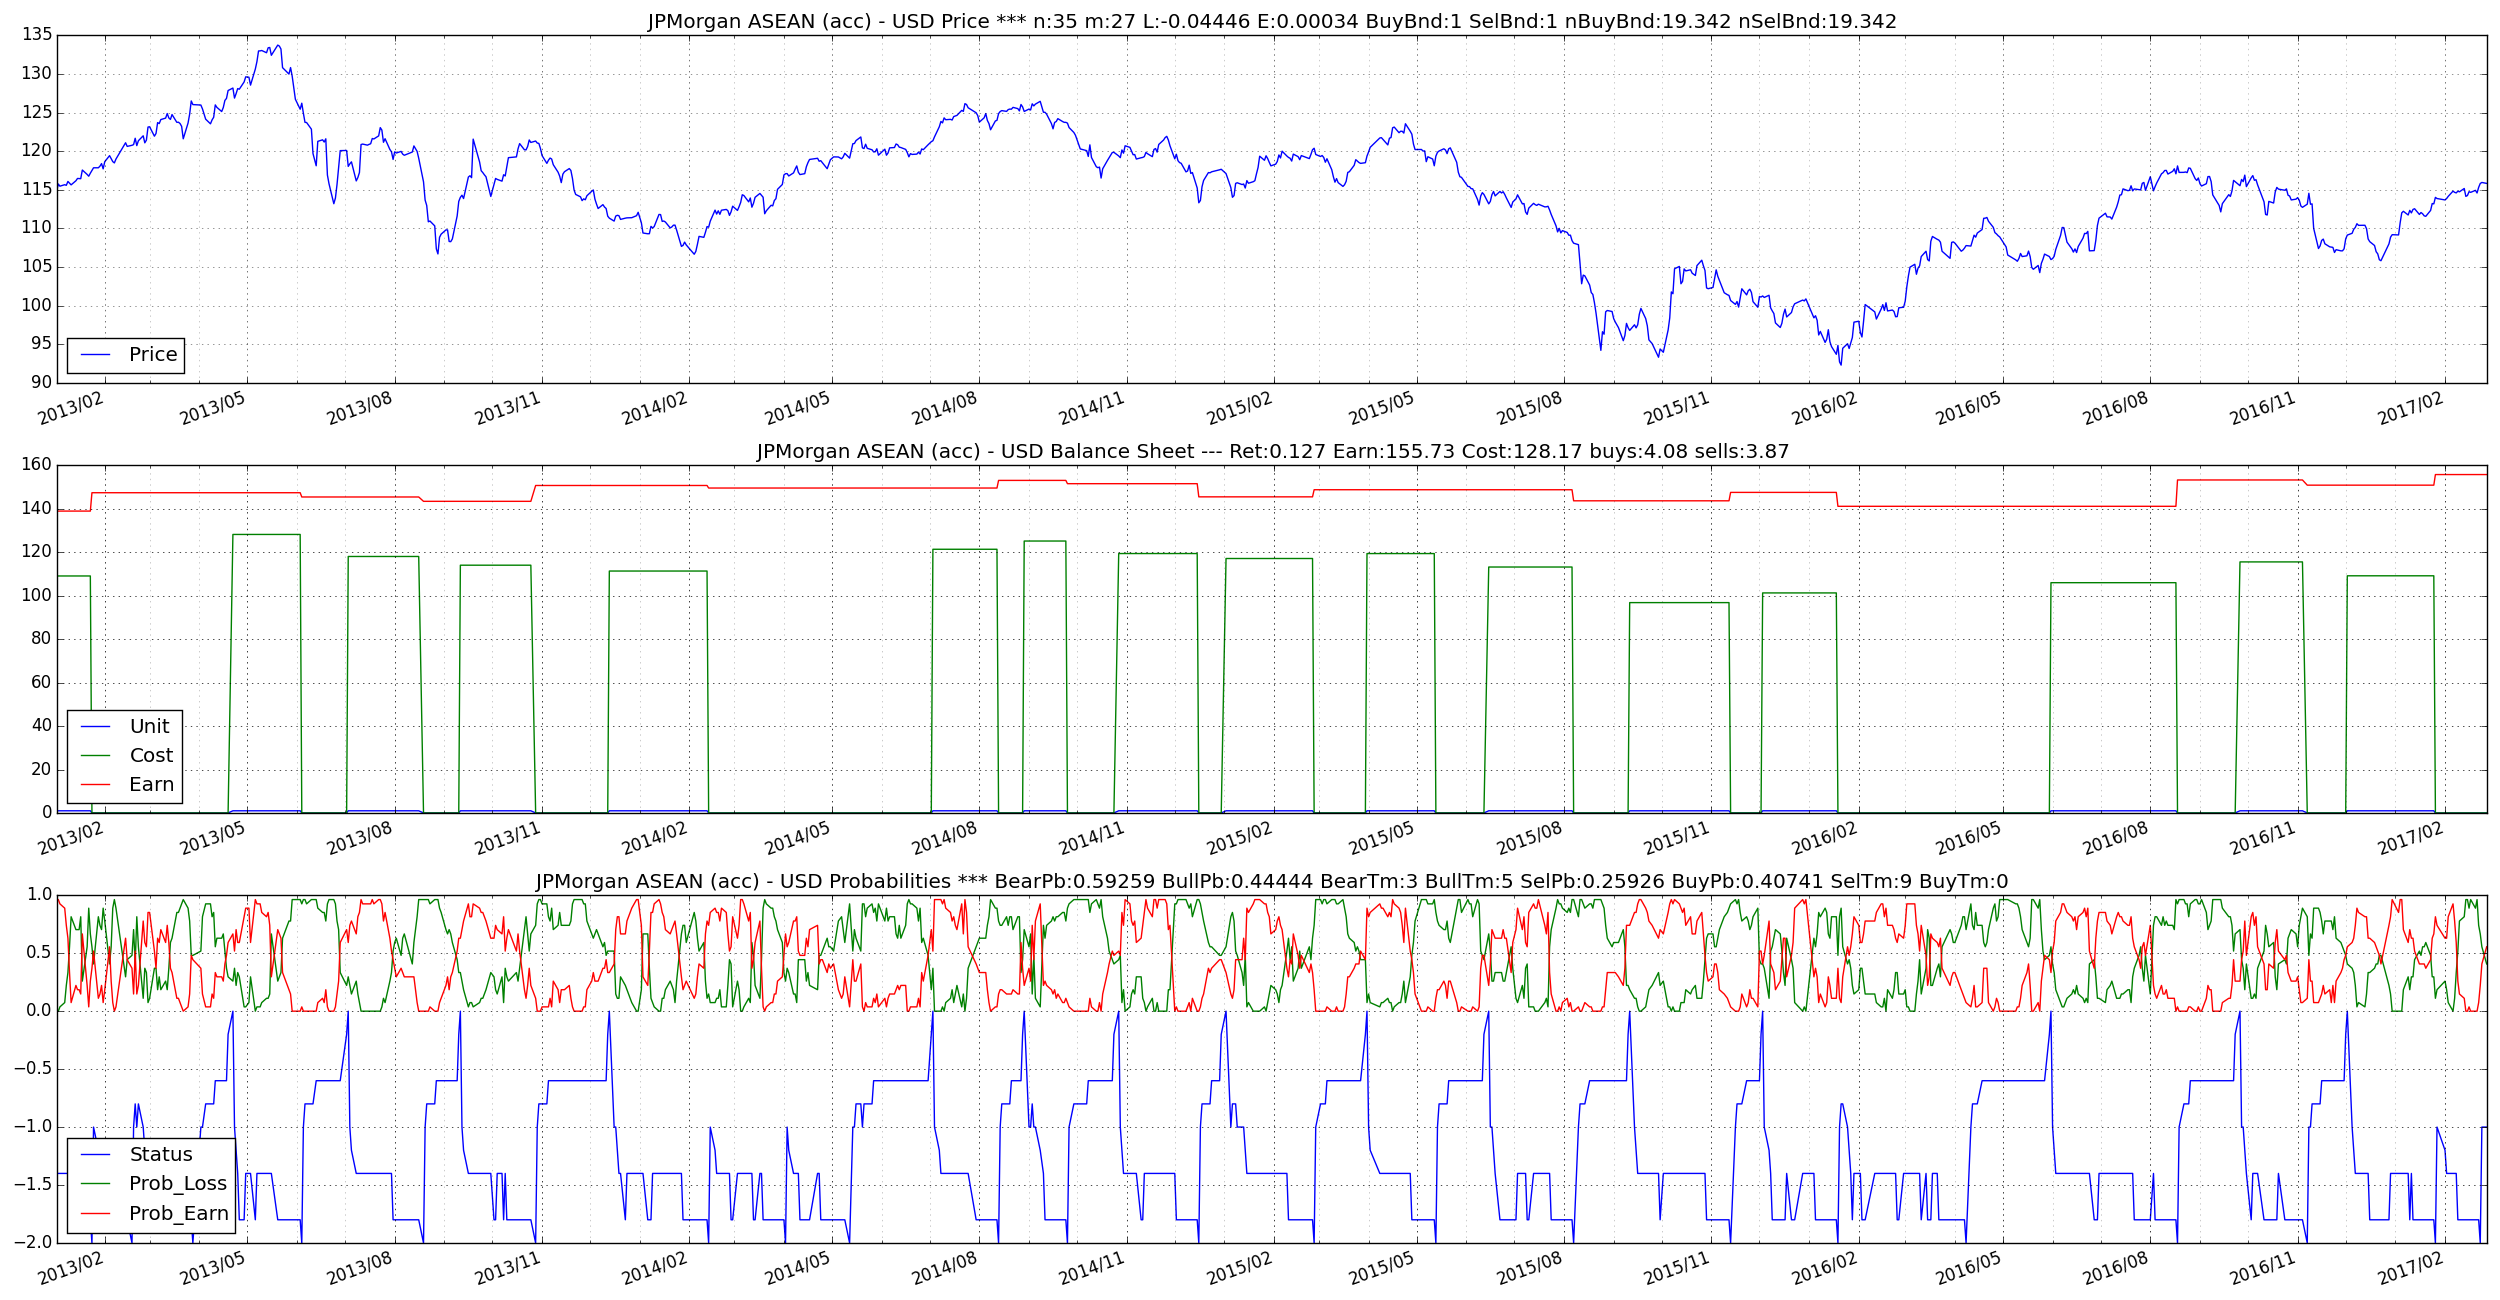 JPMorgan ASEAN (acc) - USD Price *** n:35 m:27 L:-0.04446 E:0.00034 BuyBnd:1 SelBnd:1 nBuyBnd:19.342 nSelBnd:19.342
135
130
125
120
115
110
105
100
95
90
Price
2013/02 2013/05 2013/08 2013/11 2014/02 2014/05 2014/08 2014/11 2015/02 2015/05 2015/08 2015/11 2016/02 2016/05 2016/08 2016/11 2017/02
JPMorgan ASEAN (acc) - USD Balance Sheet --- Ret:0.127 Earn:155.73 Cost:128.17 buys:4.08 sells:3.87
160
140
120
100
80
60
40
20
0
Unit
Cost
Earn
2013/02 2013/05 2013/08 2013/11 2014/02 2014/05 2014/08 2014/11 2015/02 2015/05 2015/08 2015/11 2016/02 2016/05 2016/08 2016/11 2017/02
JPMorgan ASEAN (acc) - USD Probabilities *** BearPb:0.59259 BullPb:0.44444 BearTm:3 BullTm:5 SelPb:0.25926 BuyPb:0.40741 SelTm:9 BuyTm:0
1.0
0.5
0.0
−0.5
−1.0
−1.5
−2.0
Status
Prob_Loss
Prob_Earn
2013/02 2013/05 2013/08 2013/11 2014/02 2014/05 2014/08 2014/11 2015/02 2015/05 2015/08 2015/11 2016/02 2016/05 2016/08 2016/11 2017/02